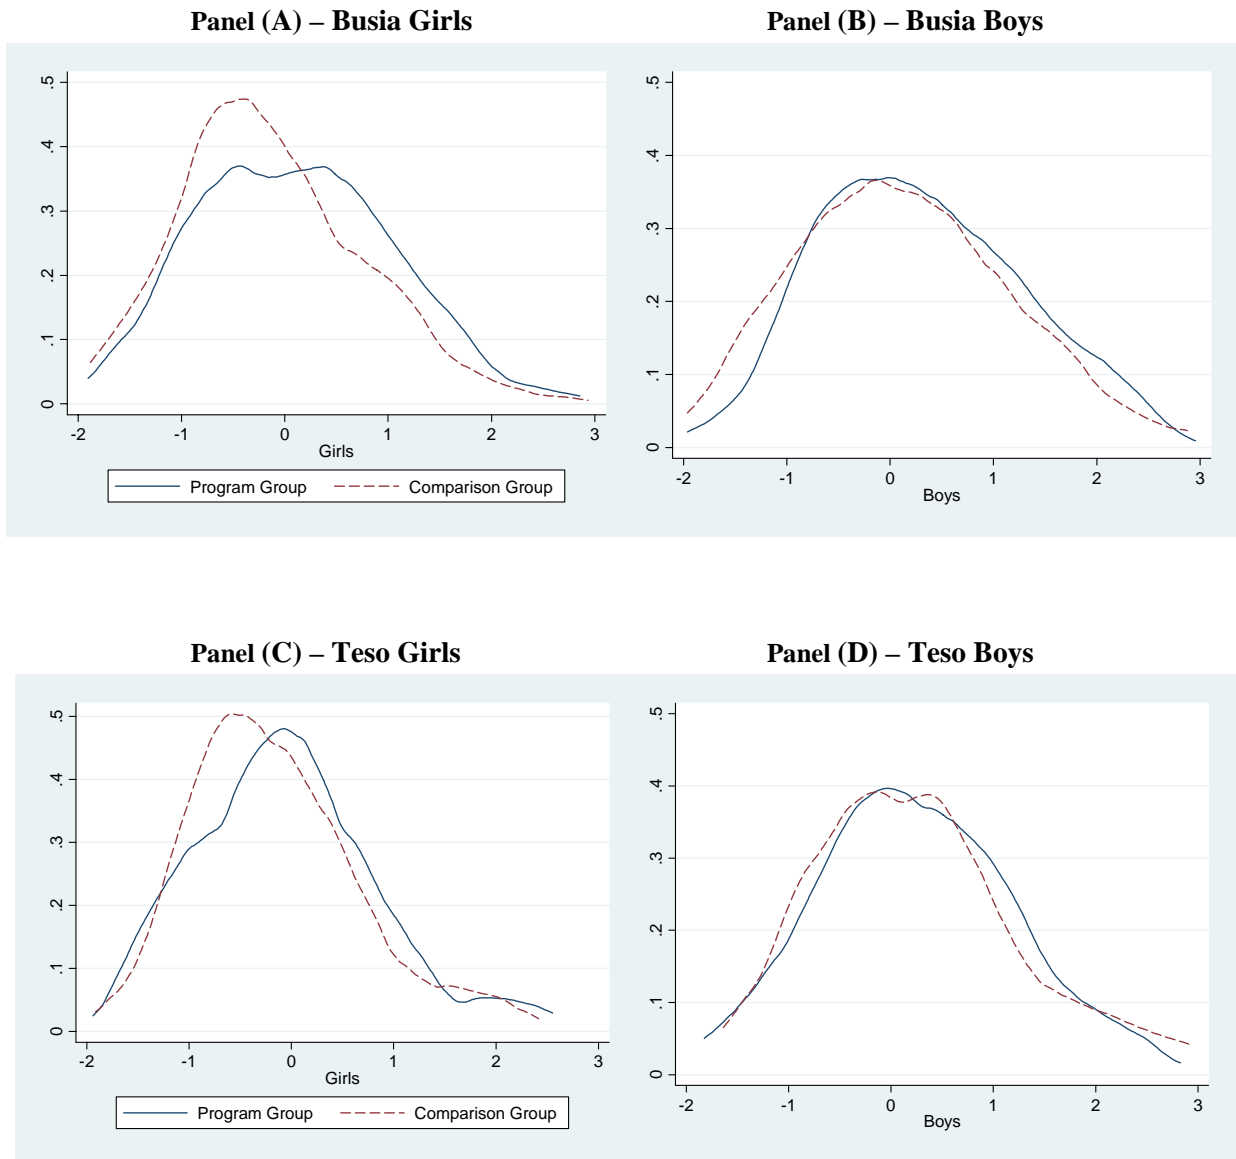 Panel (A) – Busia Girls
Panel (B) – Busia Boys
.5
.4
.3
.2
.1
0
-2 -1 0 1 2 3
Girls
Program Group Comparison Group
.5
.4
.3
.2
.1
0
-2 -1 0 1 2 3
Boys
Panel (C) – Teso Girls
Panel (D) – Teso Boys
.5
.4
.3
.2
.1
0
-2 -1 0 1 2 3
Girls
Program Group Comparison Group
.5
.4
.3
.2
.1
0
-2 -1 0 1 2 3
Boys